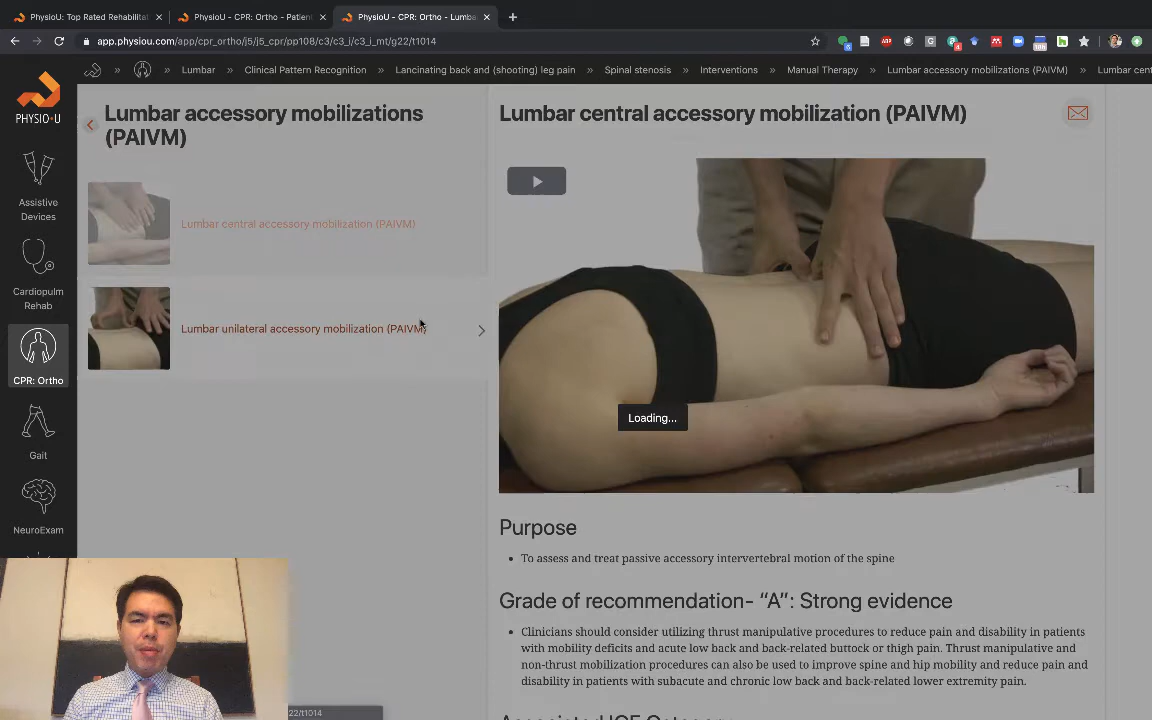 PhysioU: Top Rated Rehabilita
PhysioU - CPR: Ortho - Patien
PhysioU - CPR: Ortho - Lumba
app.physiou.com/app/cpr_ortho/j5/j5_cpr/pp108/c3/c3_i/c3_i_mt/g22/t1014
» » Lumbar » Clinical Pattern Recognition » Lancinating back and (shooting) leg pain » Spinal stenosis » Interventions » Manual Therapy » Lumbar accessory mobilizations (PAIVM) » Lumbar cent
PHYSIO•U
Assistive
Devices
Cardiopulm
Rehab
CPR: Ortho
Gait
NeuroExam
Lumbar accessory mobilizations
(PAIVM)
Lumbar central accessory mobilization (PAIVM)
Lumbar unilateral accessory mobilization (PAIVM)
Lumbar central accessory mobilization (PAIVM)
Loading...
Purpose
• To assess and treat passive accessory intervertebral motion of the spine
Grade of recommendation- “A”: Strong evidence
• Clinicians should consider utilizing thrust manipulative procedures to reduce pain and disability in patients
with mobility deficits and acute low back and back-related buttock or thigh pain. Thrust manipulative and
non-thrust mobilization procedures can also be used to improve spine and hip mobility and reduce pain and
disability in patients with subacute and chronic low back and back-related lower extremity pain.
22/t1014